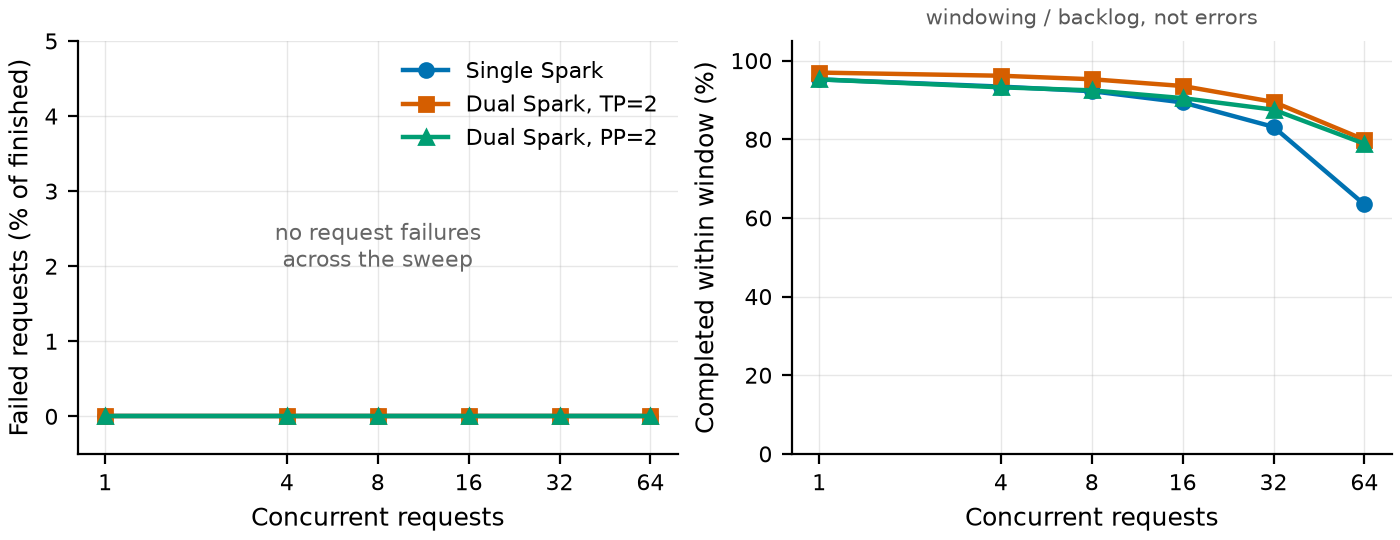 Failed requests (% of finished)
5
4
3
2
1
0
Single Spark
Dual Spark, TP=2
Dual Spark, PP=2
no request failures
across the sweep
1
4
8
16
32
64
Concurrent requests
windowing / backlog, not errors
Completed within window (%)
100
80
60
40
20
0
1
4
8
16
32
64
Concurrent requests